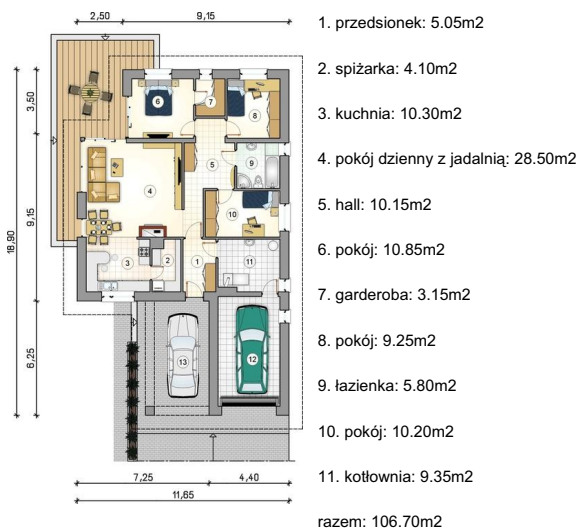 2,50
9,15
3,50
9,15
18,90
6,25
6
7
8
5
9
4
10
3
2
1
11
13
12
7,25
4,40
11,65
1. przedsionek: 5.05m2
2. spiżarka: 4.10m2
3. kuchnia: 10.30m2
4. pokój dzienny z jadalnią: 28.50m2
5. hall: 10.15m2
6. pokój: 10.85m2
7. garderoba: 3.15m2
8. pokój: 9.25m2
9. łazienka: 5.80m2
10. pokój: 10.20m2
11. kotłownia: 9.35m2
razem: 106.70m2